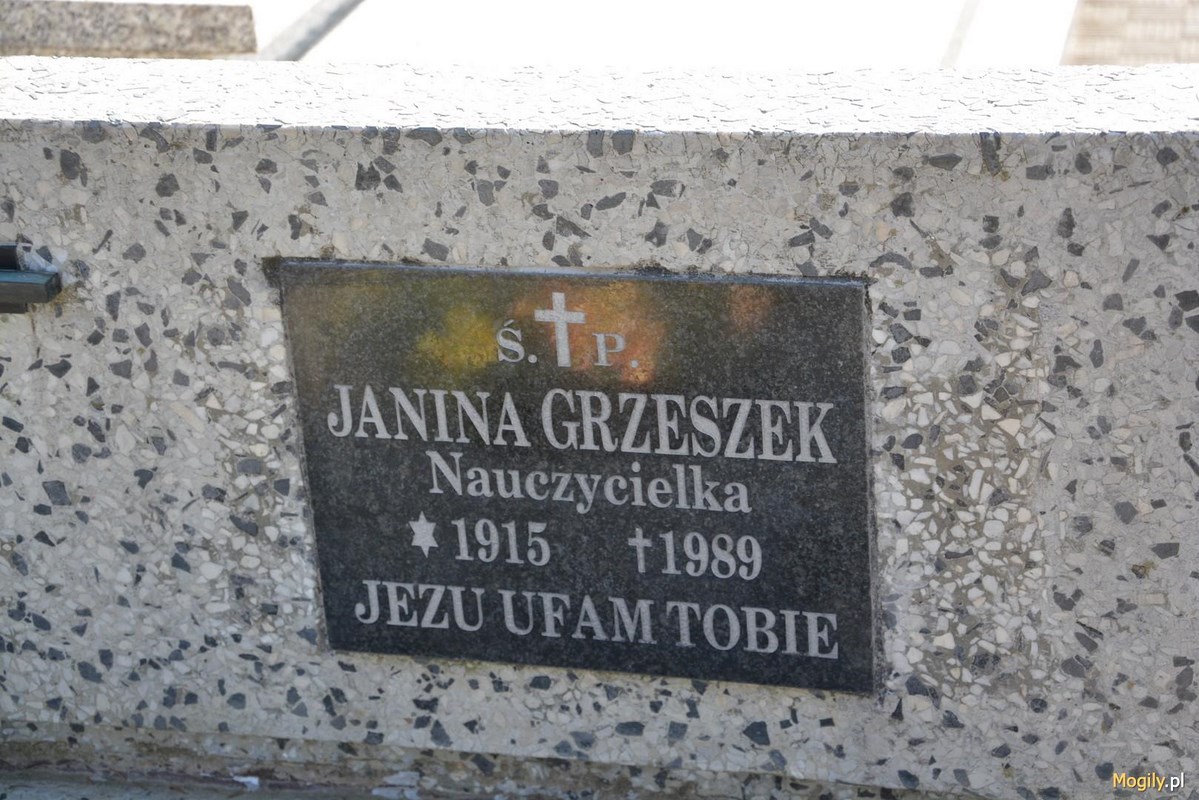 Ś. P.
JANINA GRZESZEK
Nauczycielka
1915 1989
JEZU UFAM TOBIE
Mogily.pl